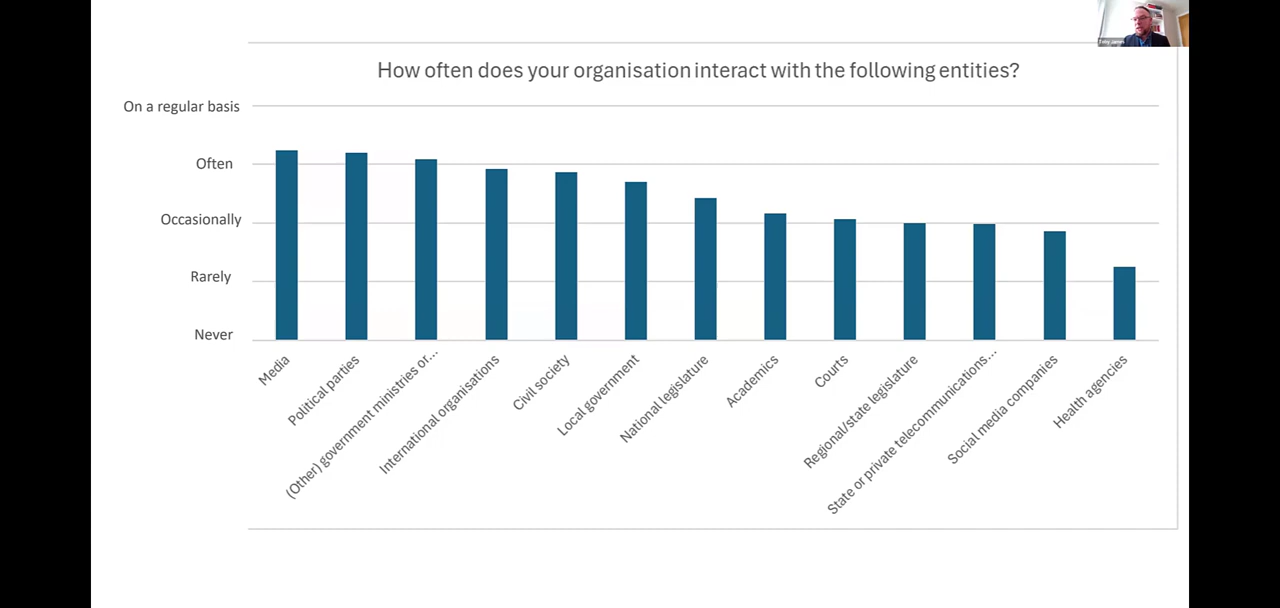 How often does your organisation interact with the following entities?
On a regular basis
Often
Occasionally
Rarely
Never
Media
Political parties
(Other) government ministries or...
International organisations
Civil society
Local government
National legislature
Academics
Courts
Regional/state legislature
State or private telecommunications...
Social media companies
Health agencies